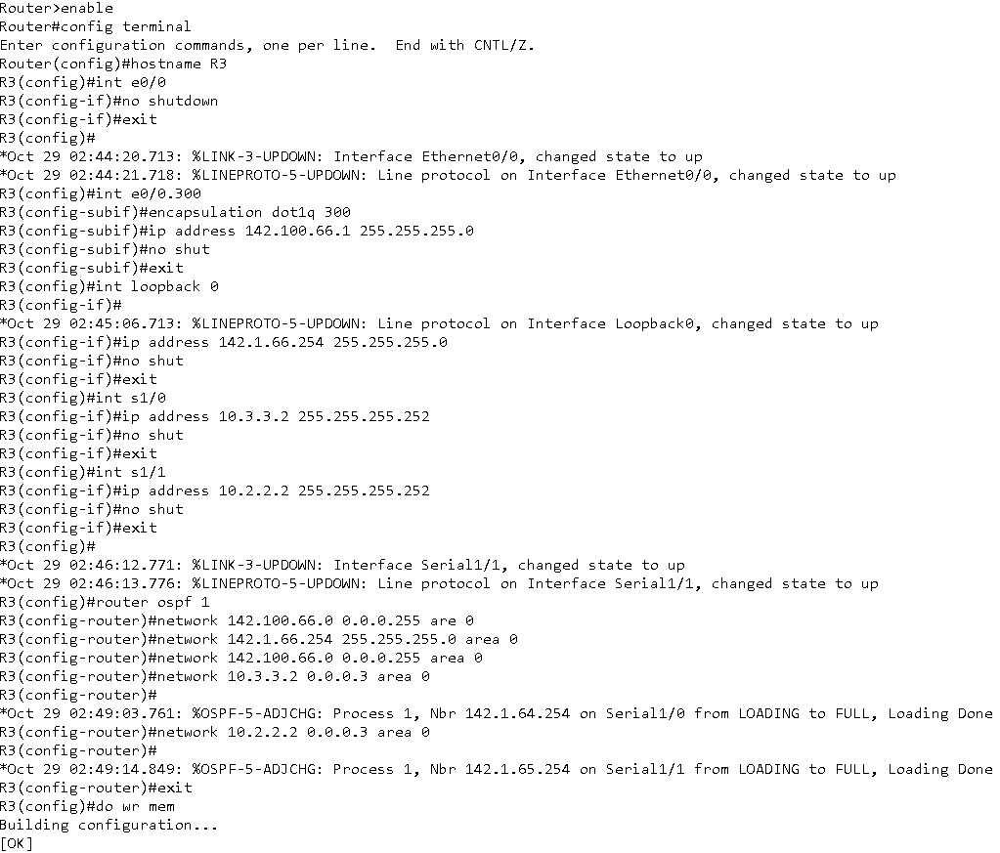 Router>enable
Router#config terminal
Enter configuration commands, one per line.  End with CNTL/Z.
Router(config)#hostname R3
R3(config)#int e0/0
R3(config-if)#no shutdown
R3(config-if)#exit
R3(config)#
*Oct 29 02:44:20.713: %LINK-3-UPDOWN: Interface Ethernet0/0, changed state to up
*Oct 29 02:44:21.718: %LINEPROTO-5-UPDOWN: Line protocol on Interface Ethernet0/0, changed state to up
R3(config)#int e0/0.300
R3(config-subif)#encapsulation dot1q 300
R3(config-subif)#ip address 142.100.66.1 255.255.255.0
R3(config-subif)#no shut
R3(config-subif)#exit
R3(config)#int loopback 0
R3(config-if)#
*Oct 29 02:45:06.713: %LINEPROTO-5-UPDOWN: Line protocol on Interface Loopback0, changed state to up
R3(config-if)#ip address 142.1.66.254 255.255.255.0
R3(config-if)#no shut
R3(config-if)#exit
R3(config)#int s1/0
R3(config-if)#ip address 10.3.3.2 255.255.255.252
R3(config-if)#no shut
R3(config-if)#exit
R3(config)#int s1/1
R3(config-if)#ip address 10.2.2.2 255.255.255.252
R3(config-if)#no shut
R3(config-if)#exit
R3(config)#
*Oct 29 02:46:12.771: %LINK-3-UPDOWN: Interface Serial1/1, changed state to up
*Oct 29 02:46:13.776: %LINEPROTO-5-UPDOWN: Line protocol on Interface Serial1/1, changed state to up
R3(config)#router ospf 1
R3(config-router)#network 142.100.66.0 0.0.0.255 are 0
R3(config-router)#network 142.1.66.254 255.255.255.0 area 0
R3(config-router)#network 142.100.66.0 0.0.0.255 area 0
R3(config-router)#network 10.3.3.2 0.0.0.3 area 0
R3(config-router)#
*Oct 29 02:49:03.761: %OSPF-5-ADJCHG: Process 1, Nbr 142.1.64.254 on Serial1/0 from LOADING to FULL, Loading Done
R3(config-router)#network 10.2.2.2 0.0.0.3 area 0
R3(config-router)#
*Oct 29 02:49:14.849: %OSPF-5-ADJCHG: Process 1, Nbr 142.1.65.254 on Serial1/1 from LOADING to FULL, Loading Done
R3(config-router)#exit
R3(config)#do wr mem
Building configuration...
[OK]